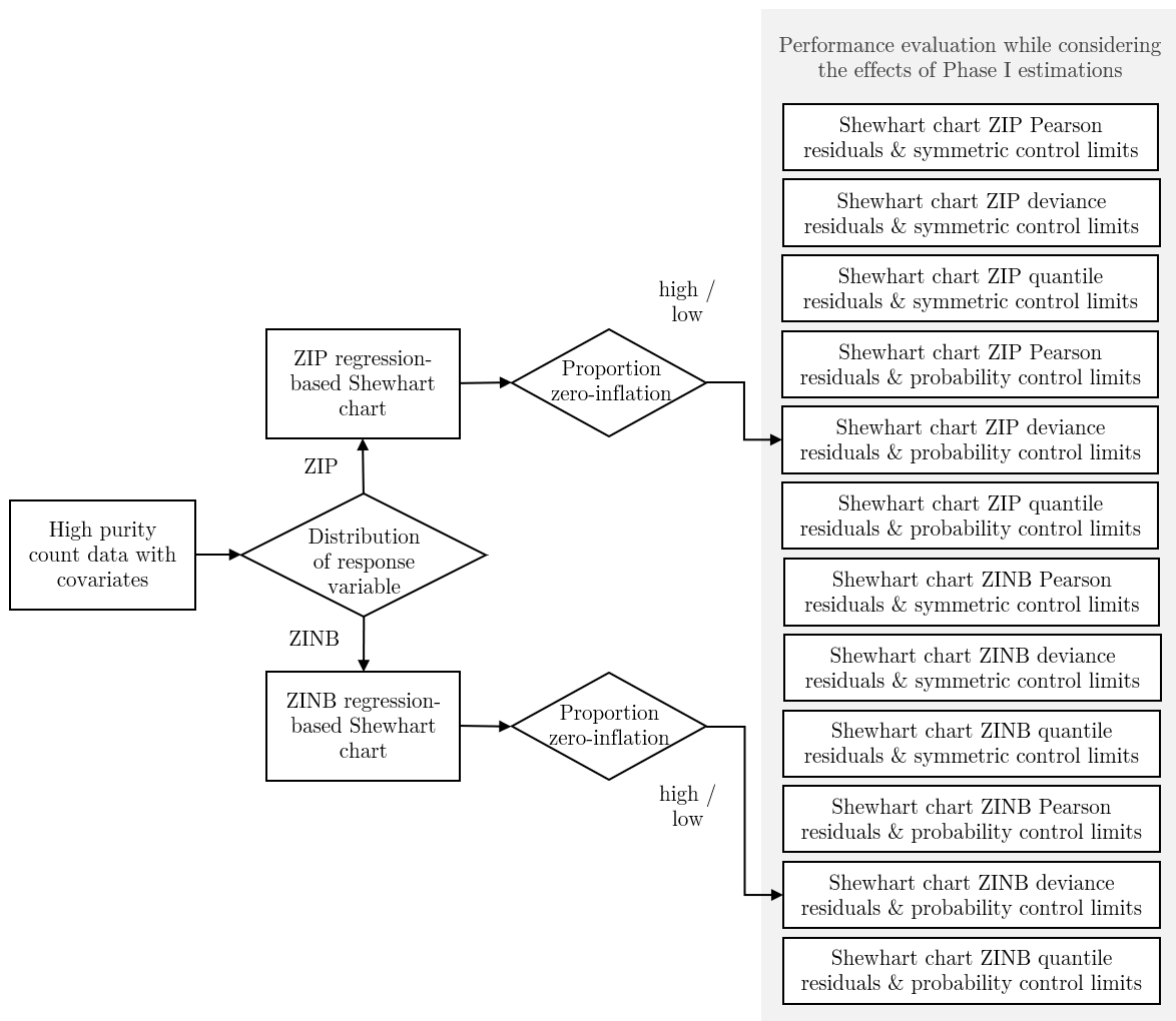 Performance evaluation while considering
the effects of Phase I estimations
Shewhart chart ZIP Pearson
residuals & symmetric control limits
Shewhart chart ZIP deviance
residuals & symmetric control limits
Shewhart chart ZIP quantile
residuals & symmetric control limits
Shewhart chart ZIP Pearson
residuals & probability control limits
Shewhart chart ZIP deviance
residuals & probability control limits
Shewhart chart ZIP quantile
residuals & probability control limits
Shewhart chart ZINB Pearson
residuals & symmetric control limits
Shewhart chart ZINB deviance
residuals & symmetric control limits
Shewhart chart ZINB quantile
residuals & symmetric control limits
Shewhart chart ZINB Pearson
residuals & probability control limits
Shewhart chart ZINB deviance
residuals & probability control limits
Shewhart chart ZINB quantile
residuals & probability control limits
high /
low
ZIP regression-
based Shewhart
chart
Proportion
zero-inflation
ZIP
High purity
count data with
covariates
Distribution
of response
variable
ZINB
ZINB regression-
based Shewhart
chart
Proportion
zero-inflation
high /
low